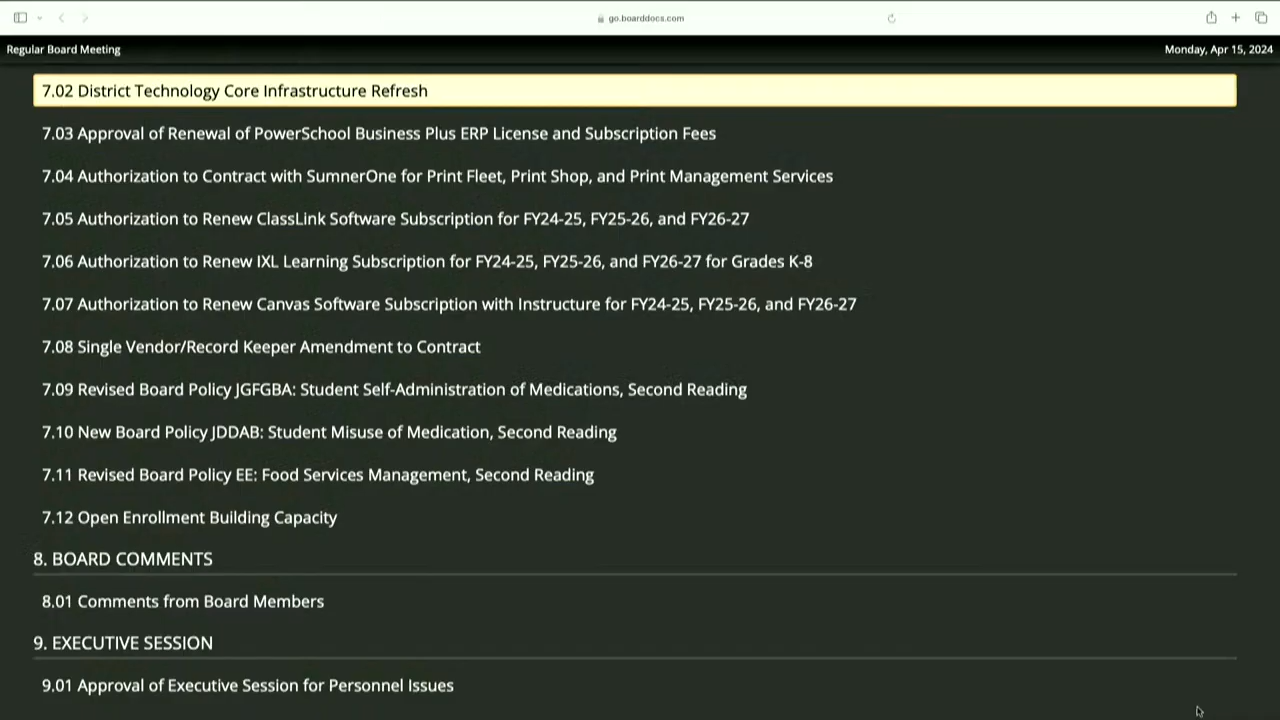 go.boarddocs.com
Regular Board Meeting
Monday, Apr 15, 2024
7.02 District Technology Core Infrastructure Refresh
7.03 Approval of Renewal of PowerSchool Business Plus ERP License and Subscription Fees
7.04 Authorization to Contract with SumnerOne for Print Fleet, Print Shop, and Print Management Services
7.05 Authorization to Renew ClassLink Software Subscription for FY24-25, FY25-26, and FY26-27
7.06 Authorization to Renew IXL Learning Subscription for FY24-25, FY25-26, and FY26-27 for Grades K-8
7.07 Authorization to Renew Canvas Software Subscription with Instructure for FY24-25, FY25-26, and FY26-27
7.08 Single Vendor/Record Keeper Amendment to Contract
7.09 Revised Board Policy JGFGBA: Student Self-Administration of Medications, Second Reading
7.10 New Board Policy JDDAB: Student Misuse of Medication, Second Reading
7.11 Revised Board Policy EE: Food Services Management, Second Reading
7.12 Open Enrollment Building Capacity
8. BOARD COMMENTS
8.01 Comments from Board Members
9. EXECUTIVE SESSION
9.01 Approval of Executive Session for Personnel Issues